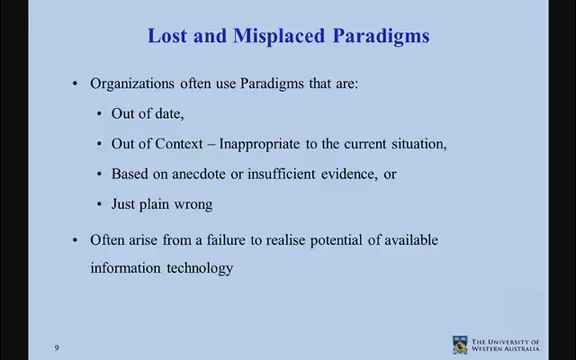 Lost and Misplaced Paradigms
• Organizations often use Paradigms that are:
• Out of date,
• Out of Context – Inappropriate to the current situation,
• Based on anecdote or insufficient evidence, or
• Just plain wrong
• Often arise from a failure to realise potential of available
information technology
9
THE UNIVERSITY OF
WESTERN AUSTRALIA